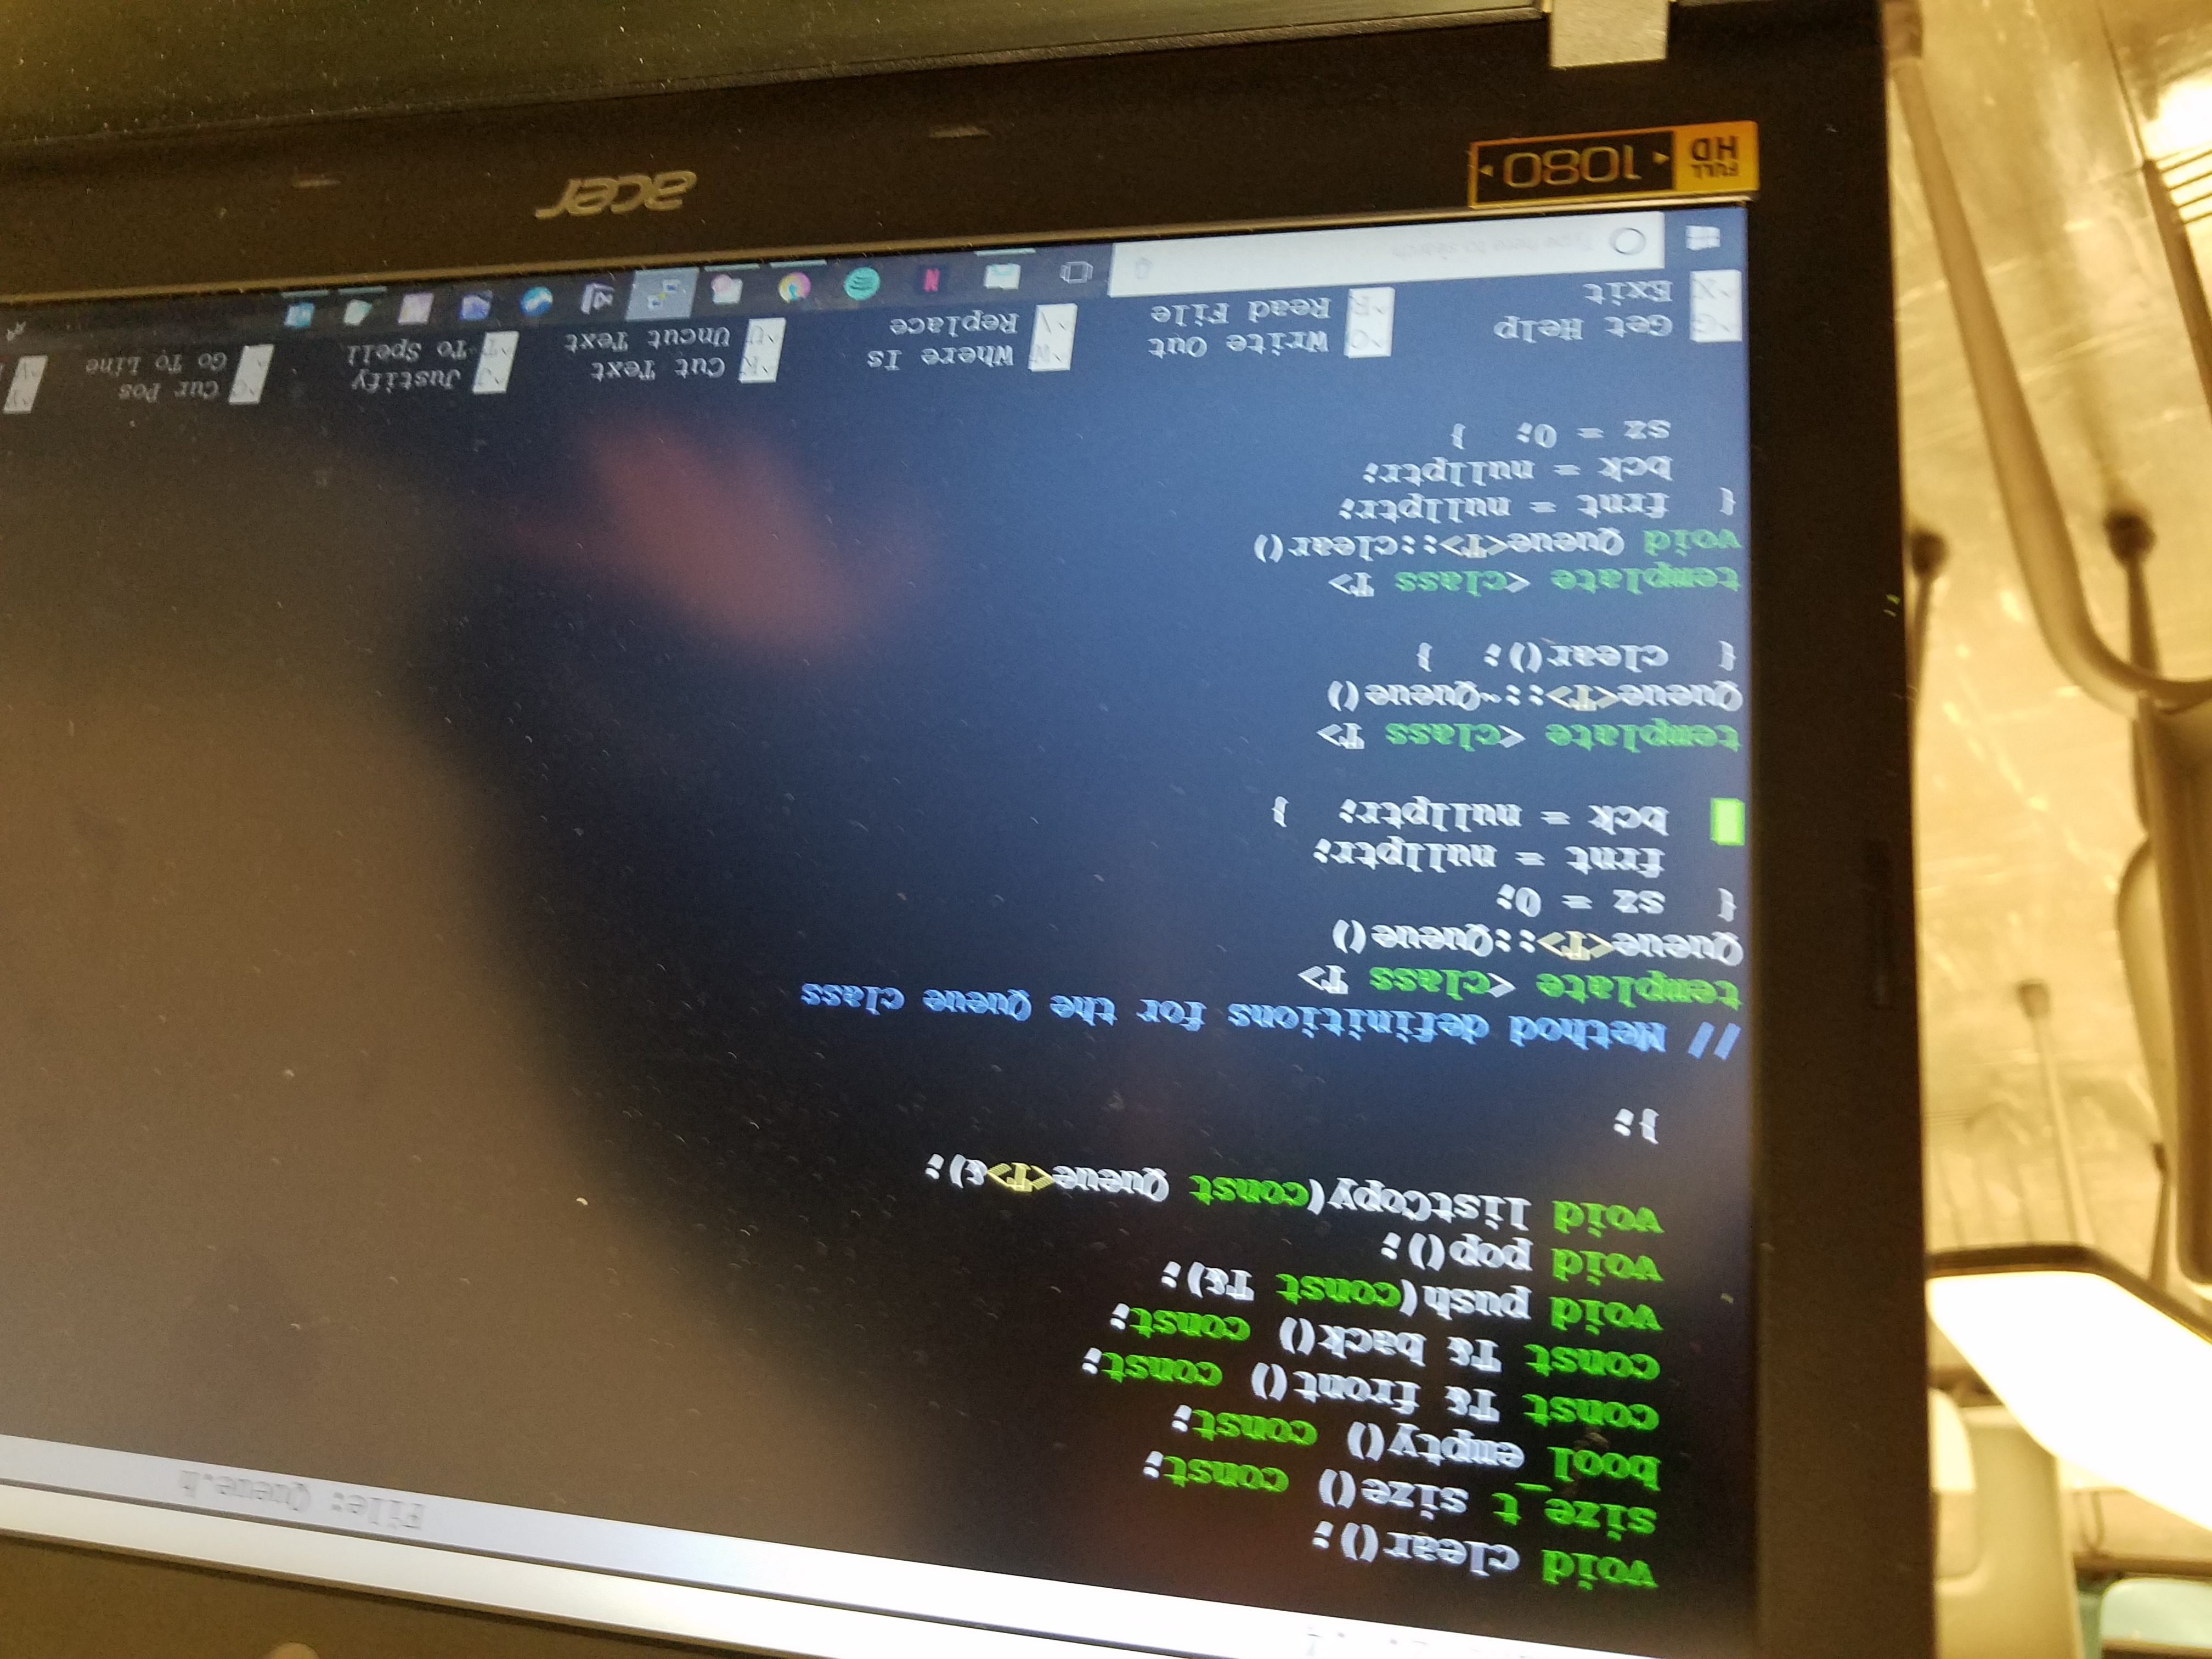 File: Queue.h
void clear();
size_t size() const;
bool empty() const;
const T& front() const;
const T& back() const;
void push(const T&);
void pop();
void listCopy(const Queue<T>&);
};
// Method definitions for the Queue class
template <class T>
Queue<T>::Queue()
{ sz = 0;
frnt = nullptr;
bck = nullptr; }
template <class T>
Queue<T>::~Queue()
{ clear(); }
template <class T>
void Queue<T>::clear()
{ frnt = nullptr;
bck = nullptr;
sz = 0; }
^G Get Help ^O Write Out ^W Where Is ^K Cut Text ^J Justify ^C Cur Pos ^Y
^X Exit ^R Read File ^\ Replace ^U Uncut Text ^T To Spell ^_ Go To Line ^V
Type here to search
N
FULL HD 1080
acer